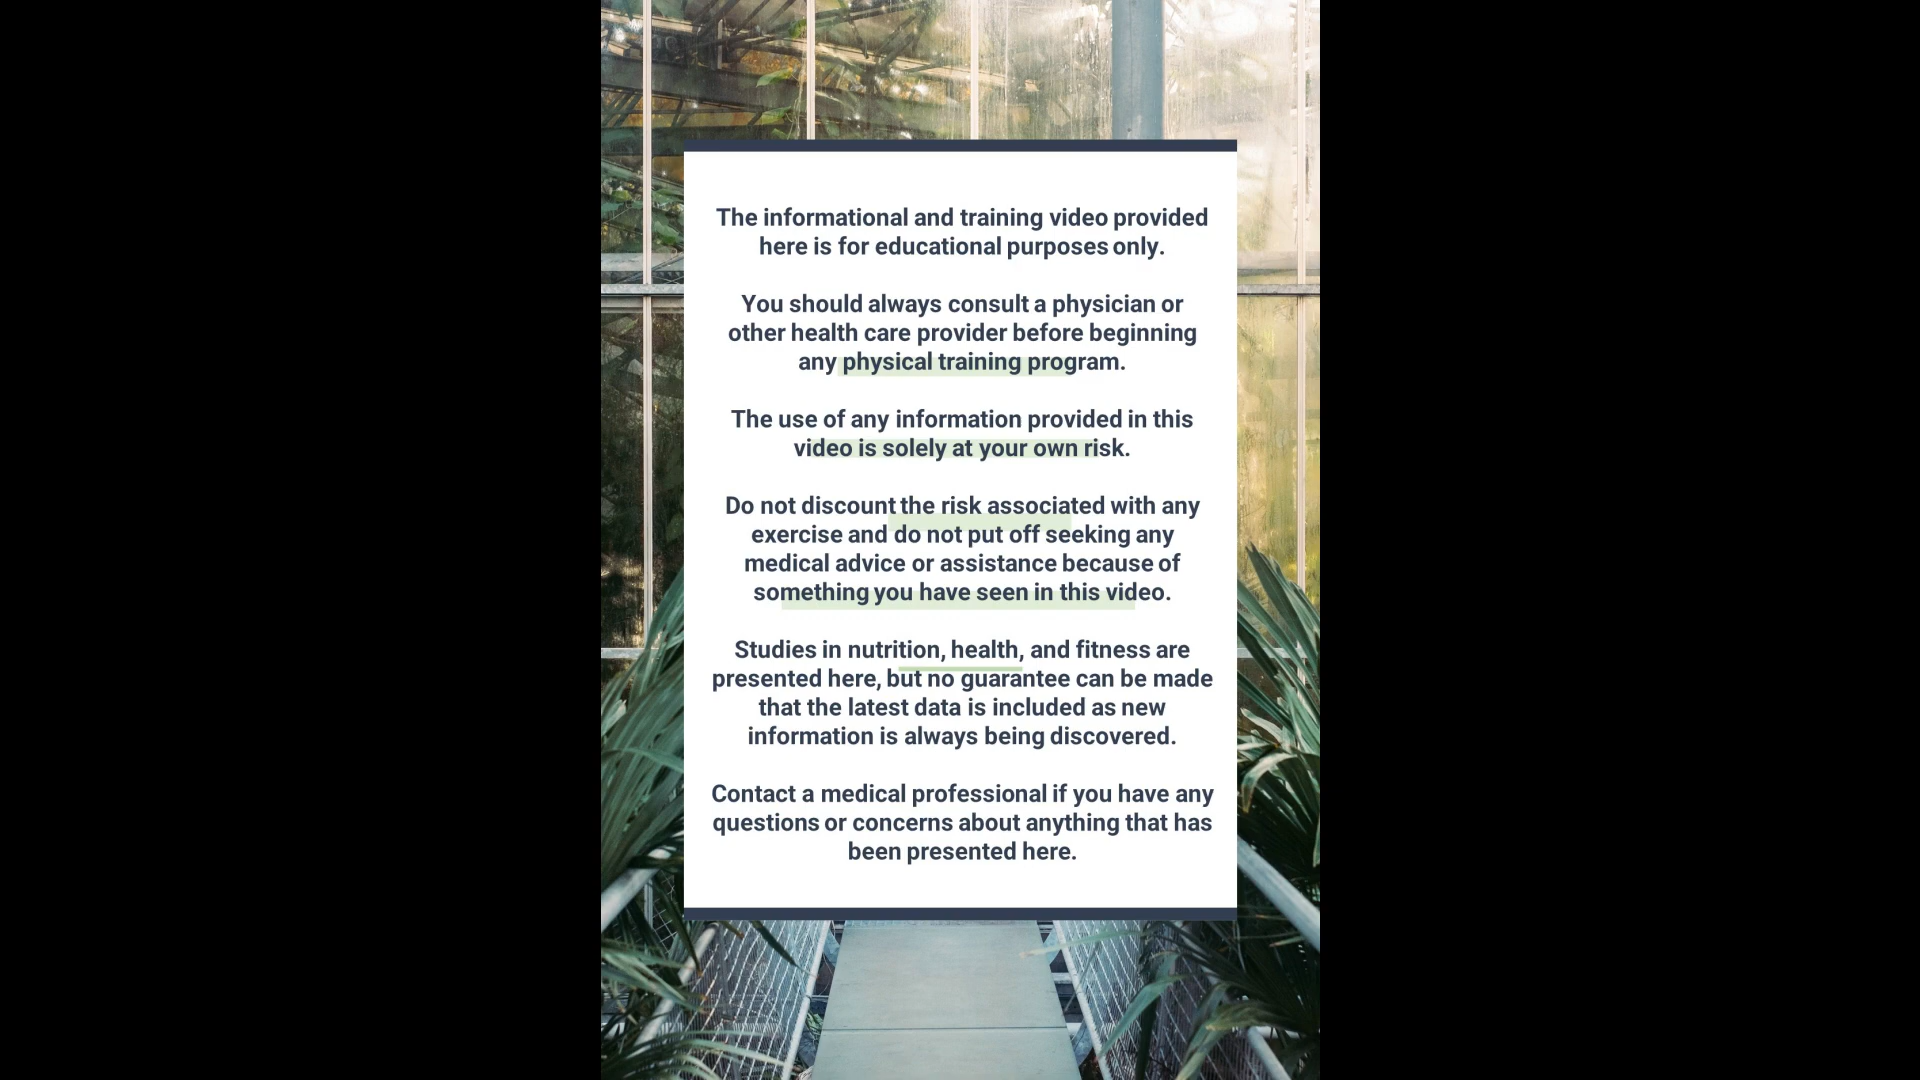 The informational and training video provided
here is for educational purposes only.
You should always consult a physician or
other health care provider before beginning
any physical training program.
The use of any information provided in this
video is solely at your own risk.
Do not discount the risk associated with any
exercise and do not put off seeking any
medical advice or assistance because of
something you have seen in this video.
Studies in nutrition, health, and fitness are
presented here, but no guarantee can be made
that the latest data is included as new
information is always being discovered.
Contact a medical professional if you have any
questions or concerns about anything that has
been presented here.